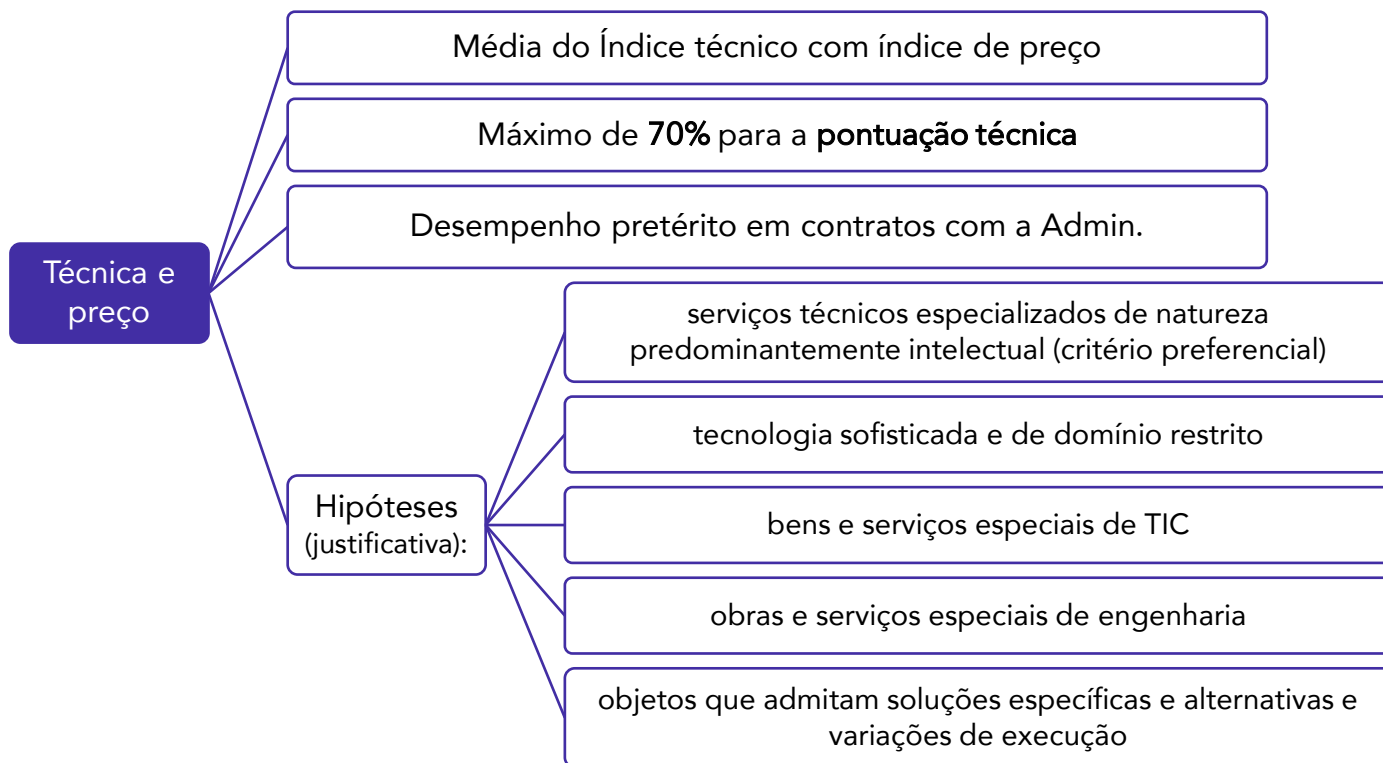 Média do Índice técnico com índice de preço
Máximo de 70% para a pontuação técnica
Desempenho pretérito em contratos com a Admin.
Técnica e
preço
Hipóteses
(justificativa):
serviços técnicos especializados de natureza
predominantemente intelectual (critério preferencial)
tecnologia sofisticada e de domínio restrito
bens e serviços especiais de TIC
obras e serviços especiais de engenharia
objetos que admitam soluções específicas e alternativas e
variações de execução